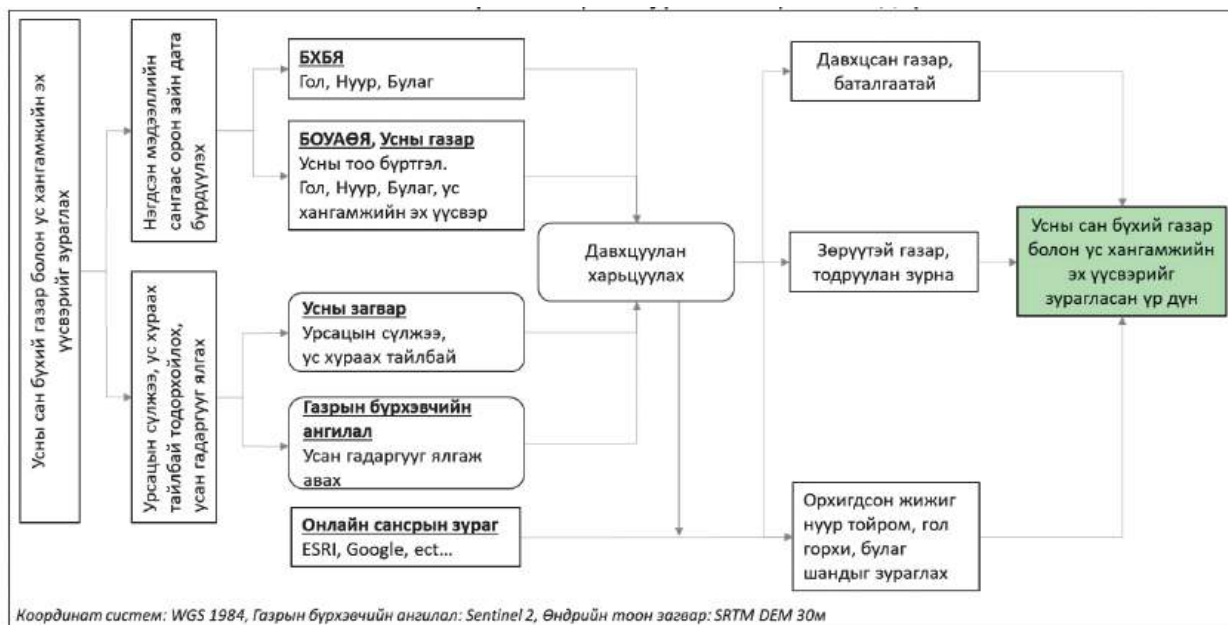 Усны сан бүхий газар болон ус хангамжийн эх
үүсвэрийг зураглах
Нэгдсэн мэдээллийн
сангаас орон зайн дата
бүрдүүлэх
Урсацын сүлжээ, ус хураах
тайлбай тодорхойлох,
усан гадаргууг ялгах
БХБЯ
Гол, Нуур, Булаг
БОУАӨЯ, Усны газар
Усны тоо бүртгэл.
Гол, Нуур, Булаг, ус
хангамжийн эх үүсвэр
Усны загвар
Урсацын сүлжээ,
ус хураах тайлбай
Газрын бүрхэвчийн
ангилал
Усан гадаргууг ялгаж
авах
Онлайн сансрын зураг
ESRI, Google, ect...
Давхцуулан
харьцуулах
Давхцсан газар,
баталгаатай
Зөрүүтэй газар,
тодруулан зурна
Орхигдсон жижиг
нуур тойром, гол
горхи, булаг
шандыг зураглах
Усны сан бүхий газар
болон ус хангамжийн
эх үүсвэрийг
зурагласан үр дүн
Координат систем: WGS 1984, Газрын бүрхэвчийн ангилал: Sentinel 2, Өндрийн тоон загвар: SRTM DEM 30м